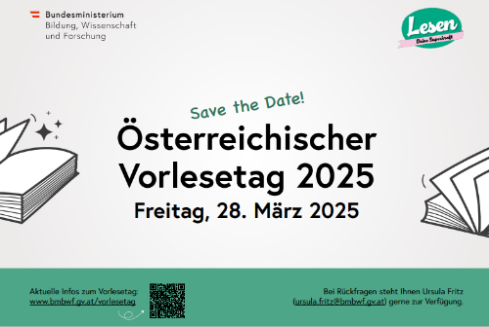 Bundesministerium
Bildung, Wissenschaft
und Forschung
Lesen
Deine Superkraft
Save the Date!
Österreichischer
Vorlesetag 2025
Freitag, 28. März 2025
Aktuelle Infos zum Vorlesetag:
www.bmbwf.gv.at/vorlesetag
Bei Rückfragen steht Ihnen Ursula Fritz
(ursula.fritz@bmbwf.gv.at) gerne zur Verfügung.